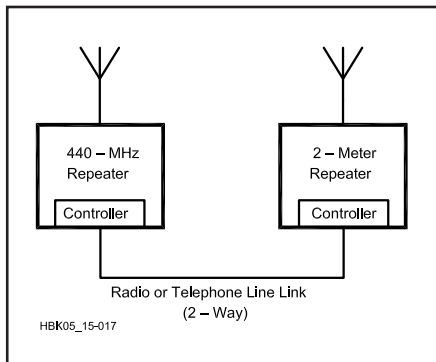 440 – MHz
Repeater
Controller
2 – Meter
Repeater
Controller
Radio or Telephone Line Link
(2 – Way)
HBK05_15-017